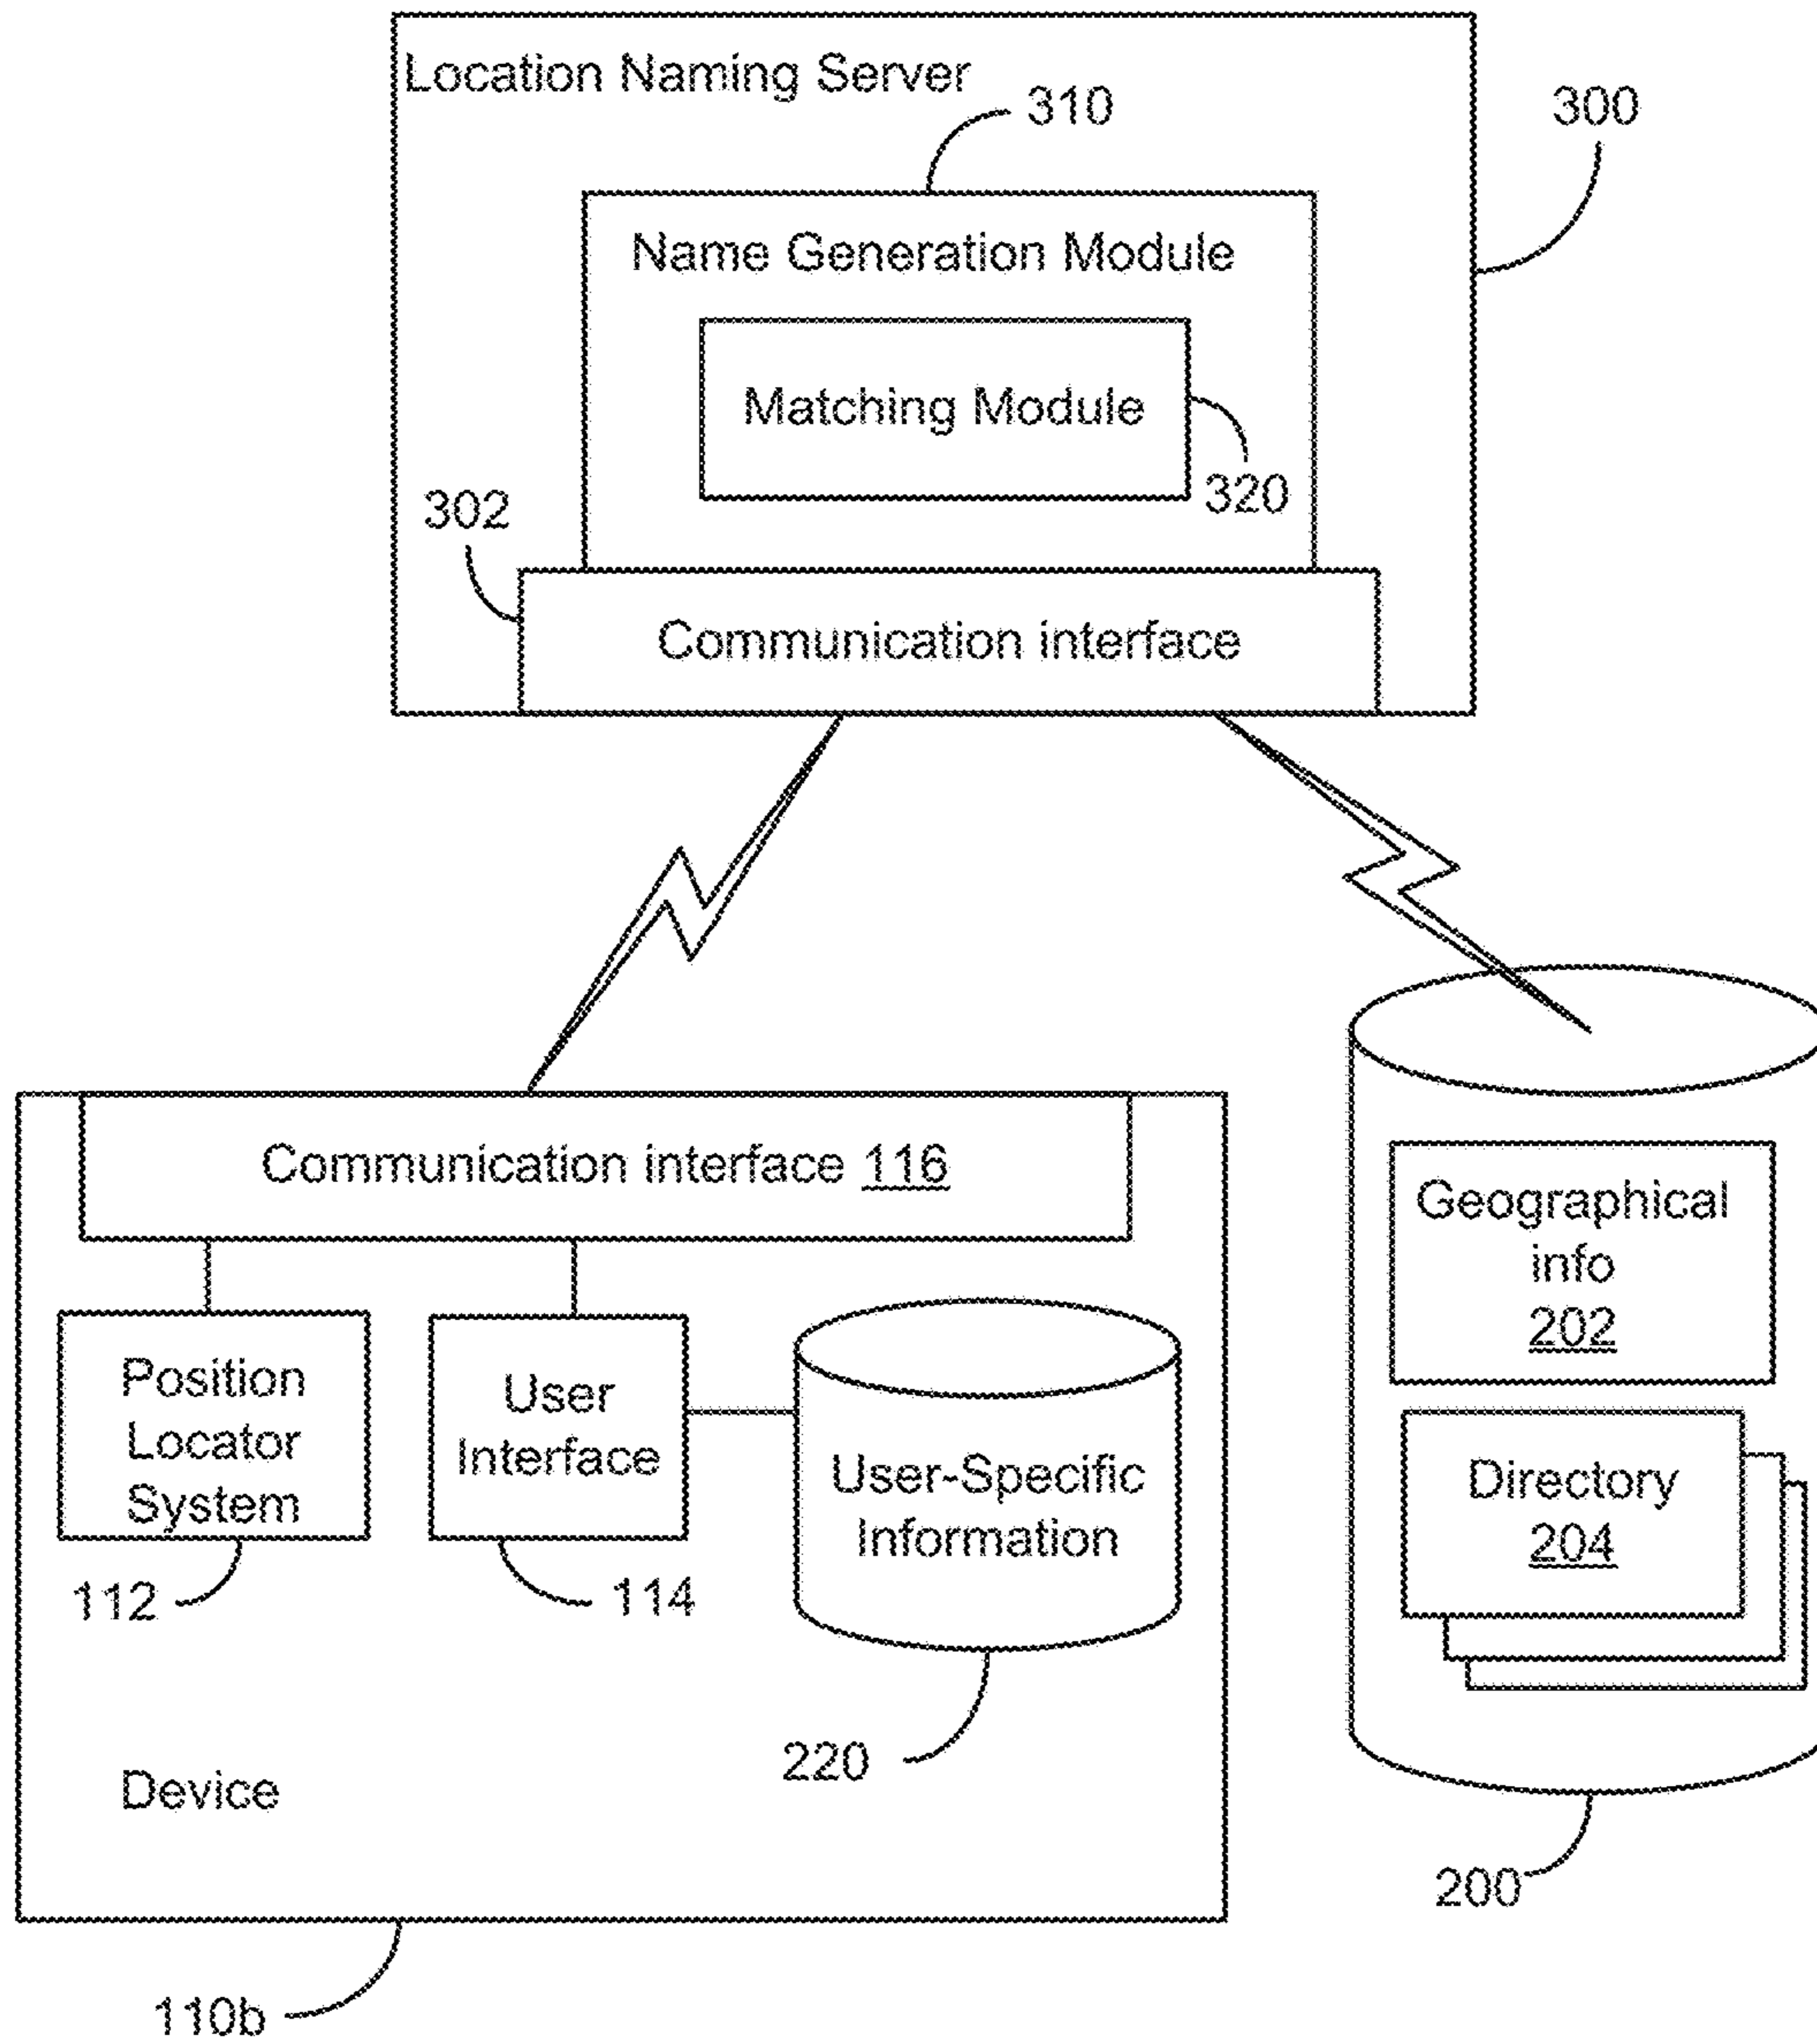 Location Naming Server
310
300
Name Generation Module
Matching Module
320
302
Communication interface
Communication interface 116
Geographical
info
202
Position
Locator
System
User
Interface
User-Specific
Information
Directory
204
112
114
220
Device
200
110b